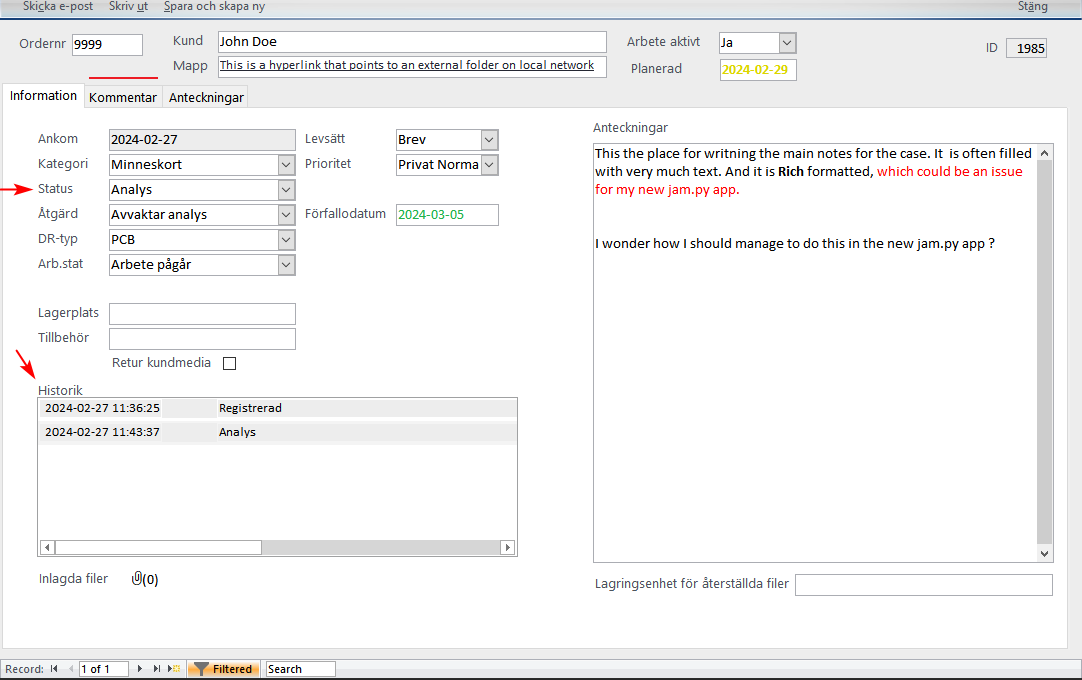 Skicka e-post Skriv ut Spara och skapa ny Stäng
Ordernr 9999 Kund John Doe Arbete aktivt Ja ID 1985
Mapp This is a hyperlink that points to an external folder on local network Planerad 2024-02-29
Information Kommentar Anteckningar
Ankom 2024-02-27 Levsätt Brev
Kategori Minneskort Prioritet Privat Norma
Status Analys
Åtgärd Avvaktar analys Förfallodatum 2024-03-05
DR-typ PCB
Arb.stat Arbete pågår
Lagerplats
Tillbehör
Retur kundmedia
Historik
2024-02-27 11:36:25 Registrerad
2024-02-27 11:43:37 Analys
Inlagda filer (0)
Anteckningar
This the place for writning the main notes for the case. It is often filled
with very much text. And it is Rich formatted, which could be an issue
for my new jam.py app.
I wonder how I should manage to do this in the new jam.py app ?
Lagringsenhet för återställda filer
Record: 1 of 1 Filtered Search